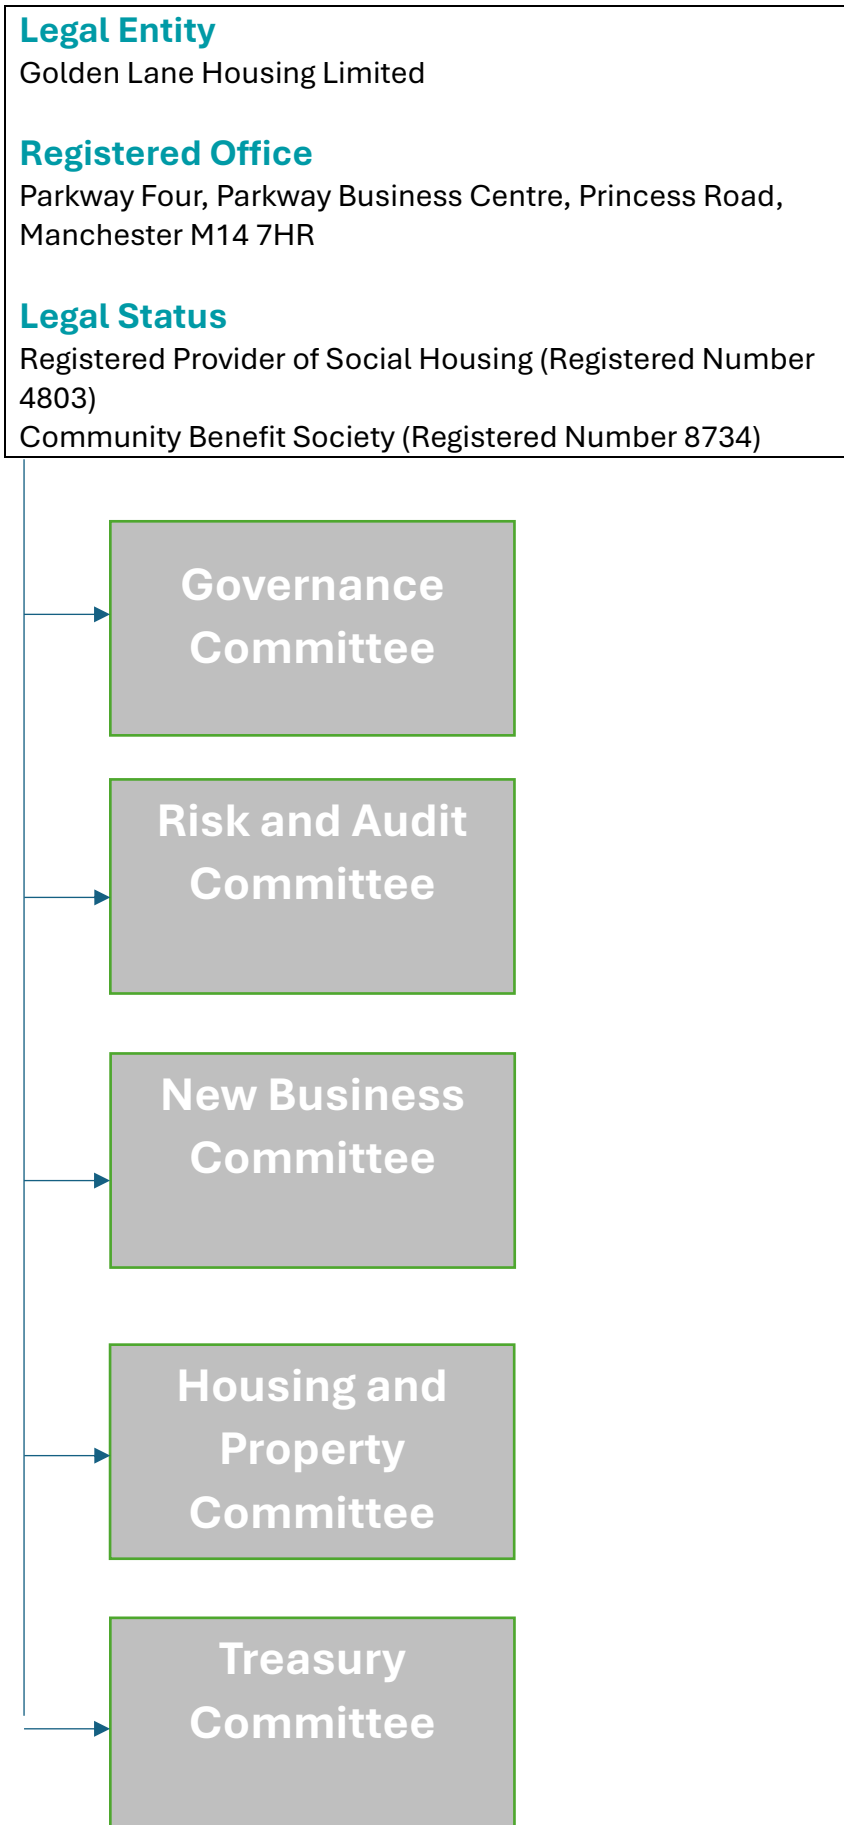 Legal Entity
Golden Lane Housing Limited
Registered Office
Parkway Four, Parkway Business Centre, Princess Road,
Manchester M14 7HR
Legal Status
Registered Provider of Social Housing (Registered Number
4803)
Community Benefit Society (Registered Number 8734)
Governance
Committee
Risk and Audit
Committee
New Business
Committee
Housing and
Property
Committee
Treasury
Committee